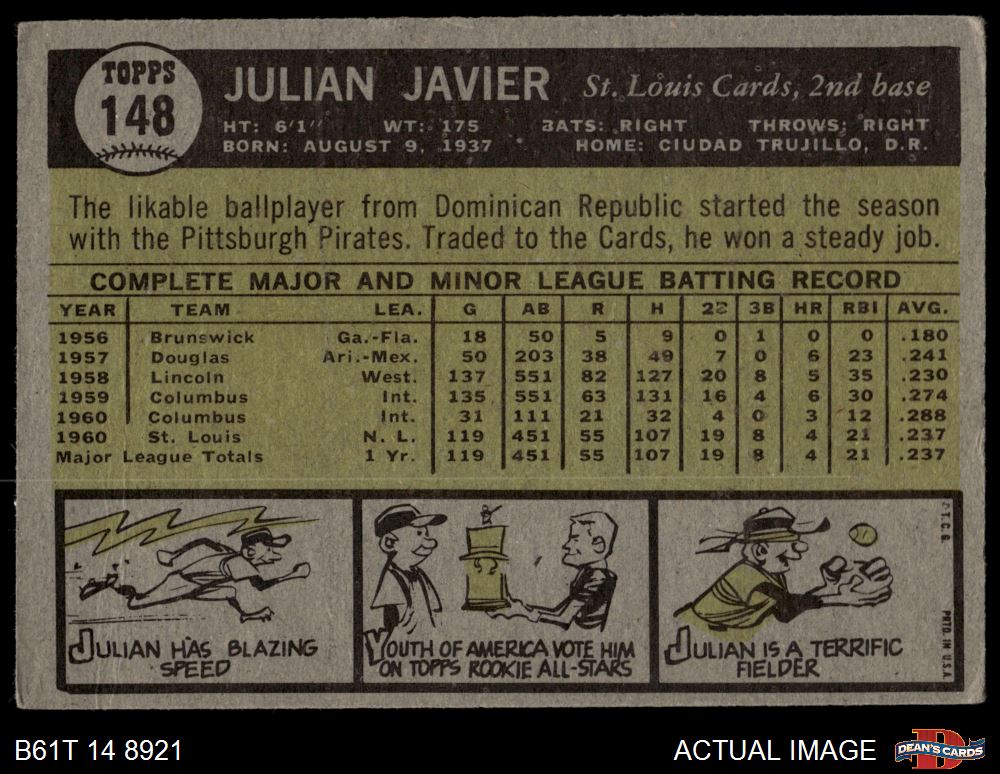 TOPPS
148
JULIAN JAVIER St. Louis Cards, 2nd base
HT: 6'1" WT: 175 BATS: RIGHT THROWS: RIGHT
BORN: AUGUST 9, 1937 HOME: CIUDAD TRUJILLO, D.R.
The likable ballplayer from Dominican Republic started the season
with the Pittsburgh Pirates. Traded to the Cards, he won a steady job.
COMPLETE MAJOR AND MINOR LEAGUE BATTING RECORD
YEAR TEAM LEA. G AB R H 2B 3B HR RBI AVG.
1956 Brunswick Ga.-Fla. 18 50 5 9 0 1 0 0 .180
1957 Douglas Ari.-Mex. 50 203 38 49 7 0 6 23 .241
1958 Lincoln West. 137 551 82 127 20 8 5 35 .230
1959 Columbus Int. 135 551 63 131 16 4 6 30 .274
1960 Columbus Int. 31 111 21 32 4 0 3 12 .288
1960 St. Louis N. L. 119 451 55 107 19 8 4 21 .237
Major League Totals 1 Yr. 119 451 55 107 19 8 4 21 .237
JULIAN HAS BLAZING
SPEED
YOUTH OF AMERICA VOTE HIM
ON TOPPS ROOKIE ALL-STARS
JULIAN IS A TERRIFIC
FIELDER
T.C.G.
PRTD. IN U.S.A.
B61T 14 8921
ACTUAL IMAGE
D
DEAN'S CARDS